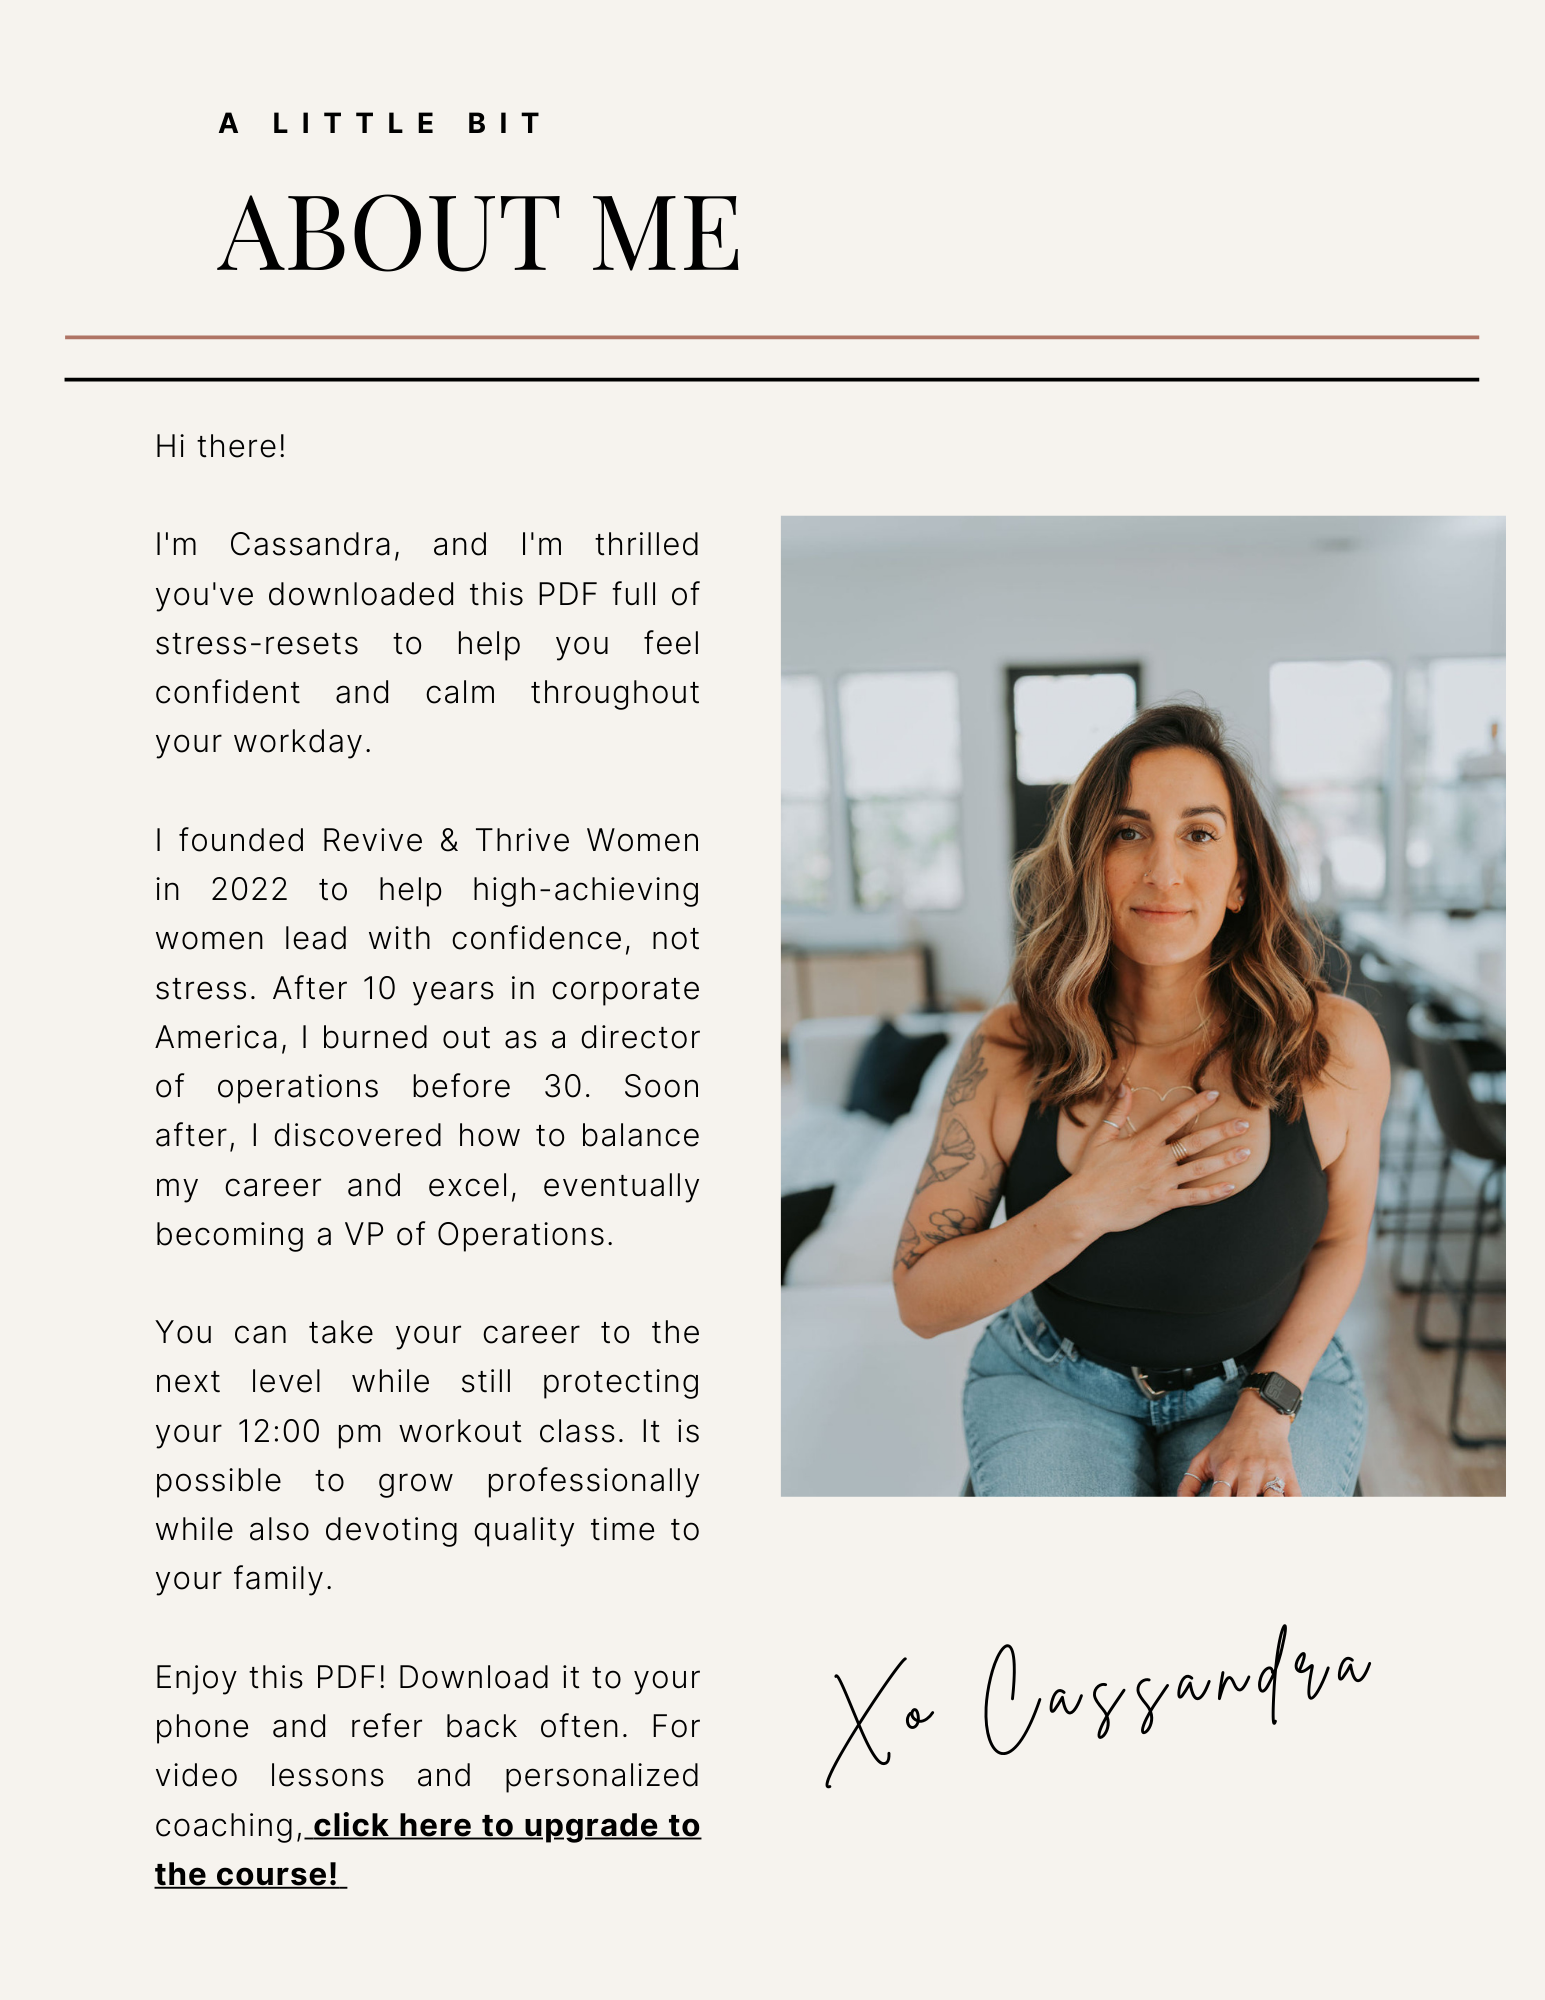 A LITTLE BIT
ABOUT ME
Hi there!
I'm Cassandra, and I'm thrilled
you've downloaded this PDF full of
stress-resets to help you feel
confident and calm throughout
your workday.
I founded Revive & Thrive Women
in 2022 to help high-achieving
women lead with confidence, not
stress. After 10 years in corporate
America, I burned out as a director
of operations before 30. Soon
after, I discovered how to balance
my career and excel, eventually
becoming a VP of Operations.
You can take your career to the
next level while still protecting
your 12:00 pm workout class. It is
possible to grow professionally
while also devoting quality time to
your family.
Enjoy this PDF! Download it to your
phone and refer back often. For
video lessons and personalized
coaching, click here to upgrade to
the course!
Xo Cassandra